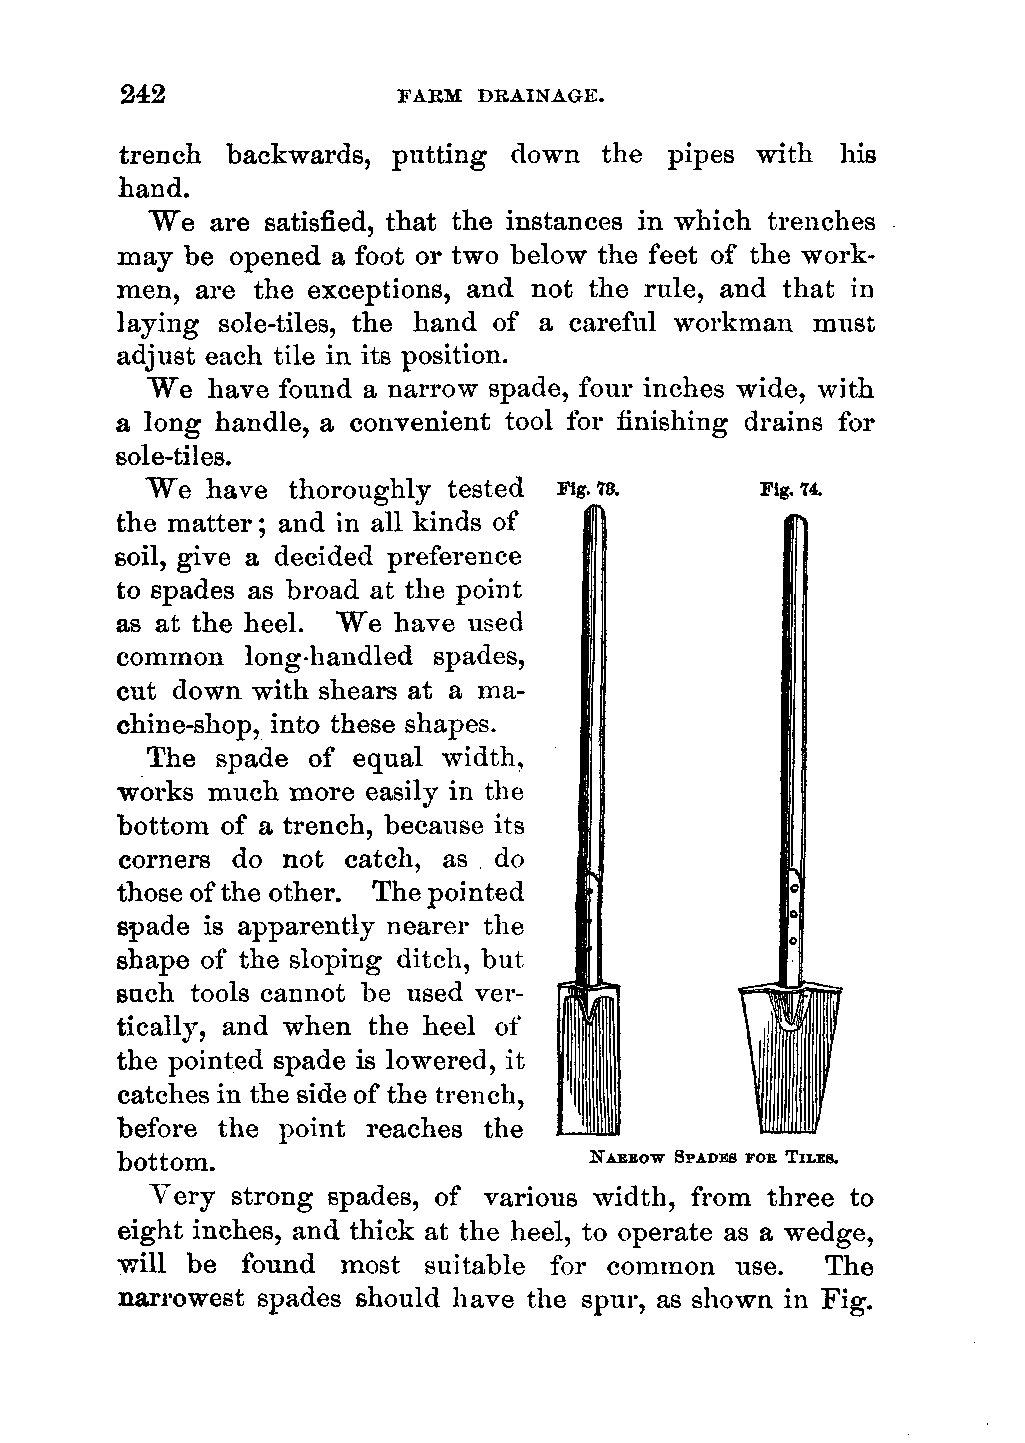 242 FARM DRAINAGE.
trench backwards, putting down the pipes with his
hand.
We are satisfied, that the instances in which trenches
may be opened a foot or two below the feet of the work-
men, are the exceptions, and not the rule, and that in
laying sole-tiles, the hand of a careful workman must
adjust each tile in its position.
We have found a narrow spade, four inches wide, with
a long handle, a convenient tool for finishing drains for
sole-tiles.
We have thoroughly tested
the matter; and in all kinds of
soil, give a decided preference
to spades as broad at the point
as at the heel. We have used
common long-handled spades,
cut down with shears at a ma-
chine-shop, into these shapes.
The spade of equal width,
works much more easily in the
bottom of a trench, because its
corners do not catch, as do
those of the other. The pointed
spade is apparently nearer the
shape of the sloping ditch, but
such tools cannot be used ver-
tically, and when the heel of
the pointed spade is lowered, it
catches in the side of the trench,
before the point reaches the
bottom.
Fig. 73. Fig. 74.
NARROW SPADES FOR TILES.
Very strong spades, of various width, from three to
eight inches, and thick at the heel, to operate as a wedge,
will be found most suitable for common use. The
narrowest spades should have the spur, as shown in Fig.